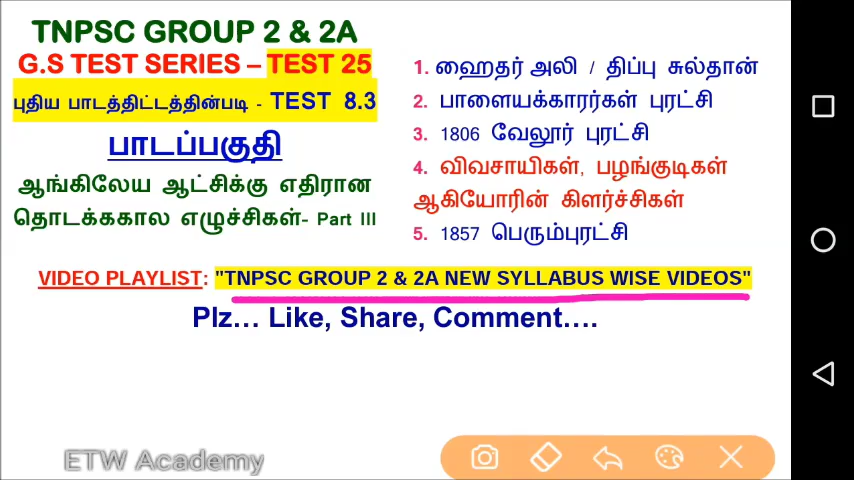 TNPSC GROUP 2 & 2A
G.S TEST SERIES – TEST 25
புதிய பாடத்திட்டத்தின்படி - TEST 8.3
பாடப்பகுதி
ஆங்கிலேய ஆட்சிக்கு எதிரான
தொடக்ககால எழுச்சிகள்- Part III
1. ஹைதர் அலி / திப்பு சுல்தான்
2. பாளையக்காரர்கள் புரட்சி
3. 1806 வேலூர் புரட்சி
4. விவசாயிகள், பழங்குடிகள்
ஆகியோரின் கிளர்ச்சிகள்
5. 1857 பெரும்புரட்சி
VIDEO PLAYLIST: "TNPSC GROUP 2 & 2A NEW SYLLABUS WISE VIDEOS"
Plz... Like, Share, Comment....
ETW Academy